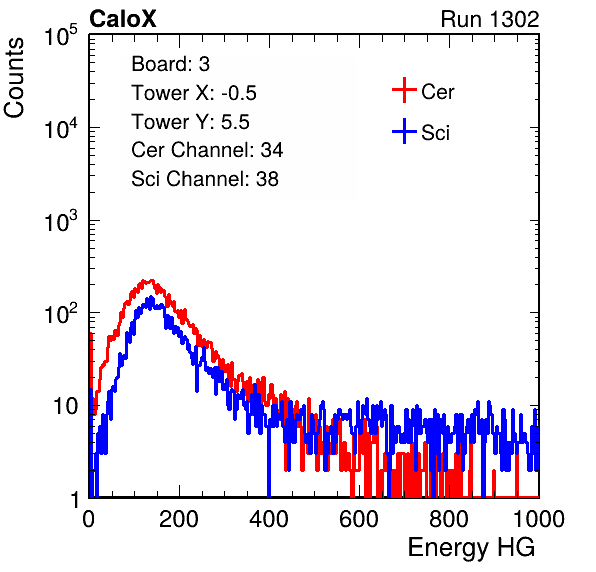 CaloX Run 1302
Counts
10^5
10^4
10^3
10^2
10
1
Board: 3
Tower X: -0.5
Tower Y: 5.5
Cer Channel: 34
Sci Channel: 38
Cer
Sci
0 200 400 600 800 1000
Energy HG